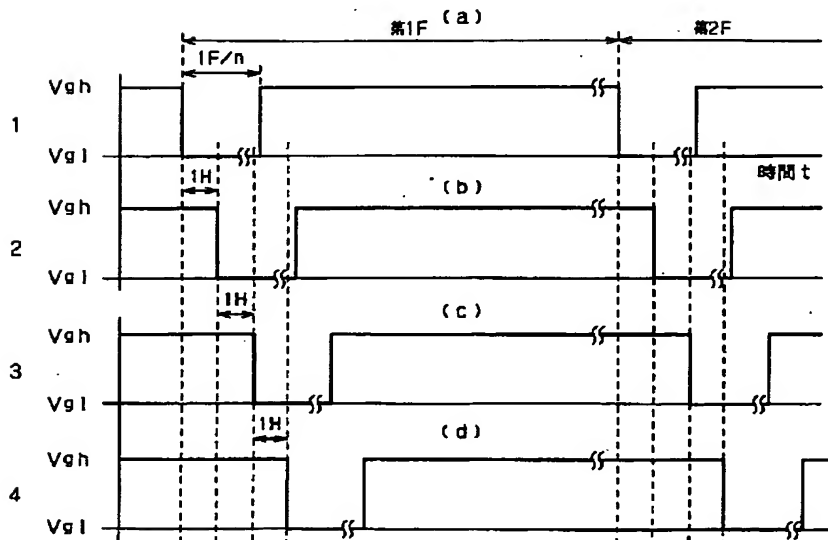 (a)
第1F 第2F
1F/n
Vgh
1
Vgl
時間t
1H
(b)
Vgh
2
Vgl
1H
(c)
Vgh
3
Vgl
1H
(d)
Vgh
4
Vgl